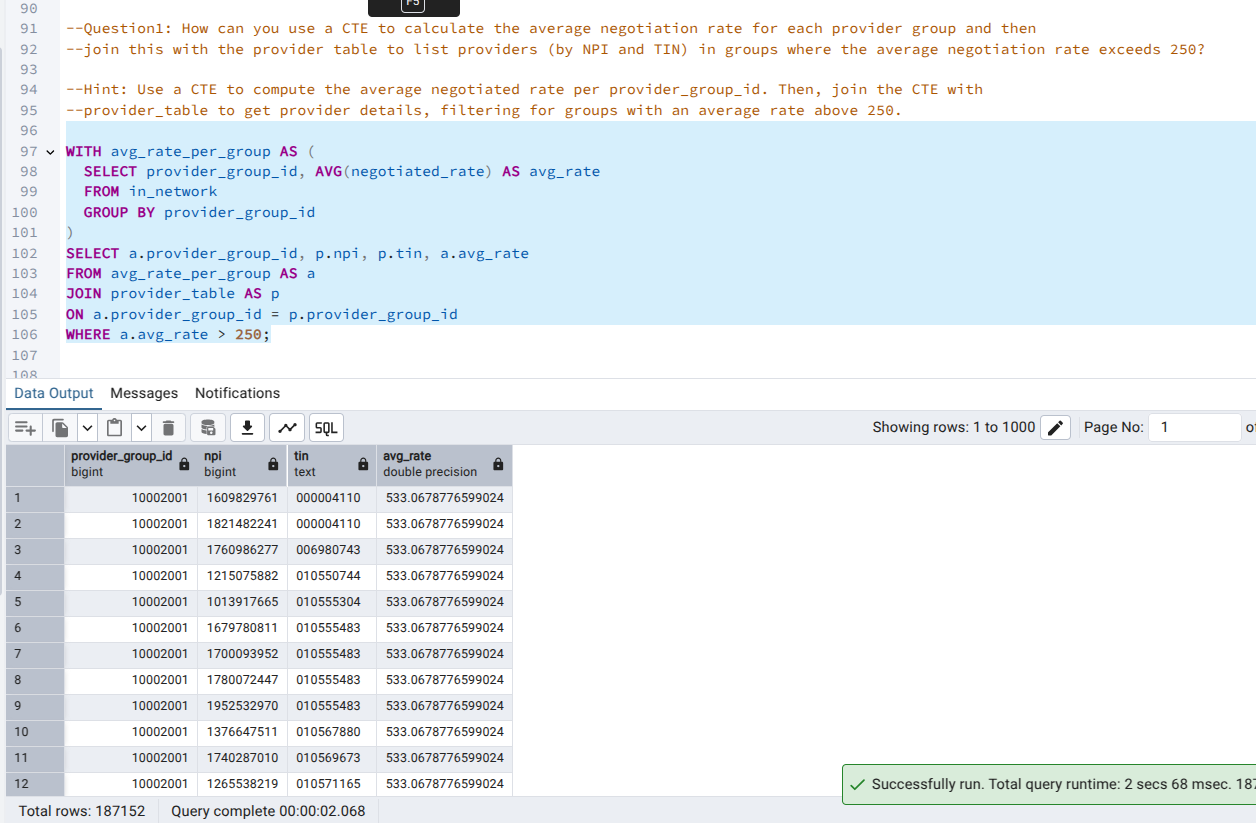 F5
90
91 --Question1: How can you use a CTE to calculate the average negotiation rate for each provider group and then
92 --join this with the provider table to list providers (by NPI and TIN) in groups where the average negotiation rate exceeds 250?
93
94 --Hint: Use a CTE to compute the average negotiated rate per provider_group_id. Then, join the CTE with
95 --provider_table to get provider details, filtering for groups with an average rate above 250.
96
97 WITH avg_rate_per_group AS (
98 SELECT provider_group_id, AVG(negotiated_rate) AS avg_rate
99 FROM in_network
100 GROUP BY provider_group_id
101 )
102 SELECT a.provider_group_id, p.npi, p.tin, a.avg_rate
103 FROM avg_rate_per_group AS a
104 JOIN provider_table AS p
105 ON a.provider_group_id = p.provider_group_id
106 WHERE a.avg_rate > 250;
107
108
Data Output Messages Notifications
SQL Showing rows: 1 to 1000 Page No: 1 of
provider_group_id npi tin avg_rate
bigint bigint text double precision
1 10002001 1609829761 000004110 533.0678776599024
2 10002001 1821482241 000004110 533.0678776599024
3 10002001 1760986277 006980743 533.0678776599024
4 10002001 1215075882 010550744 533.0678776599024
5 10002001 1013917665 010555304 533.0678776599024
6 10002001 1679780811 010555483 533.0678776599024
7 10002001 1700093952 010555483 533.0678776599024
8 10002001 1780072447 010555483 533.0678776599024
9 10002001 1952532970 010555483 533.0678776599024
10 10002001 1376647511 010567880 533.0678776599024
11 10002001 1740287010 010569673 533.0678776599024
12 10002001 1265538219 010571165 533.0678776599024
Successfully run. Total query runtime: 2 secs 68 msec. 187
Total rows: 187152 Query complete 00:00:02.068